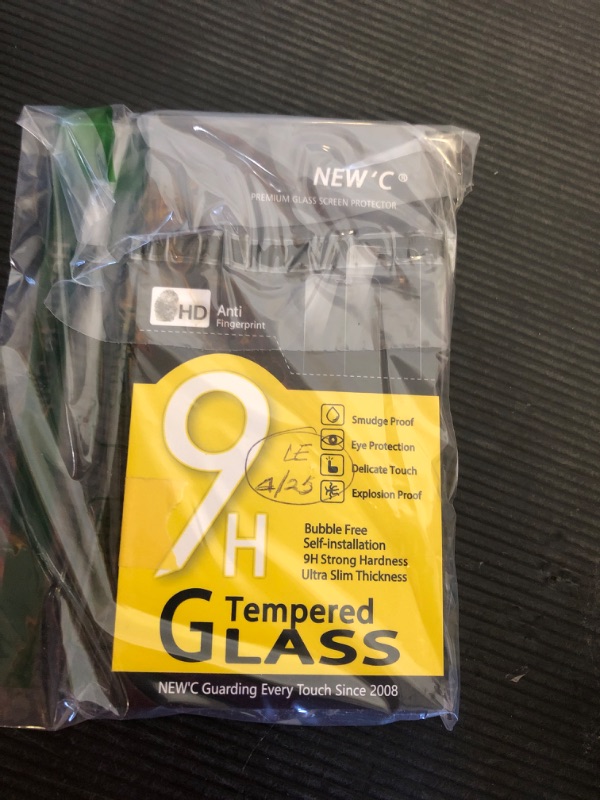 NEW'C®
PREMIUM GLASS SCREEN PROTECTOR
HD Anti
Fingerprint
9H
Smudge Proof
Eye Protection
Delicate Touch
Explosion Proof
LE
4/25
Bubble Free
Self-installation
9H Strong Hardness
Ultra Slim Thickness
Tempered
GLASS
NEW'C Guarding Every Touch Since 2008